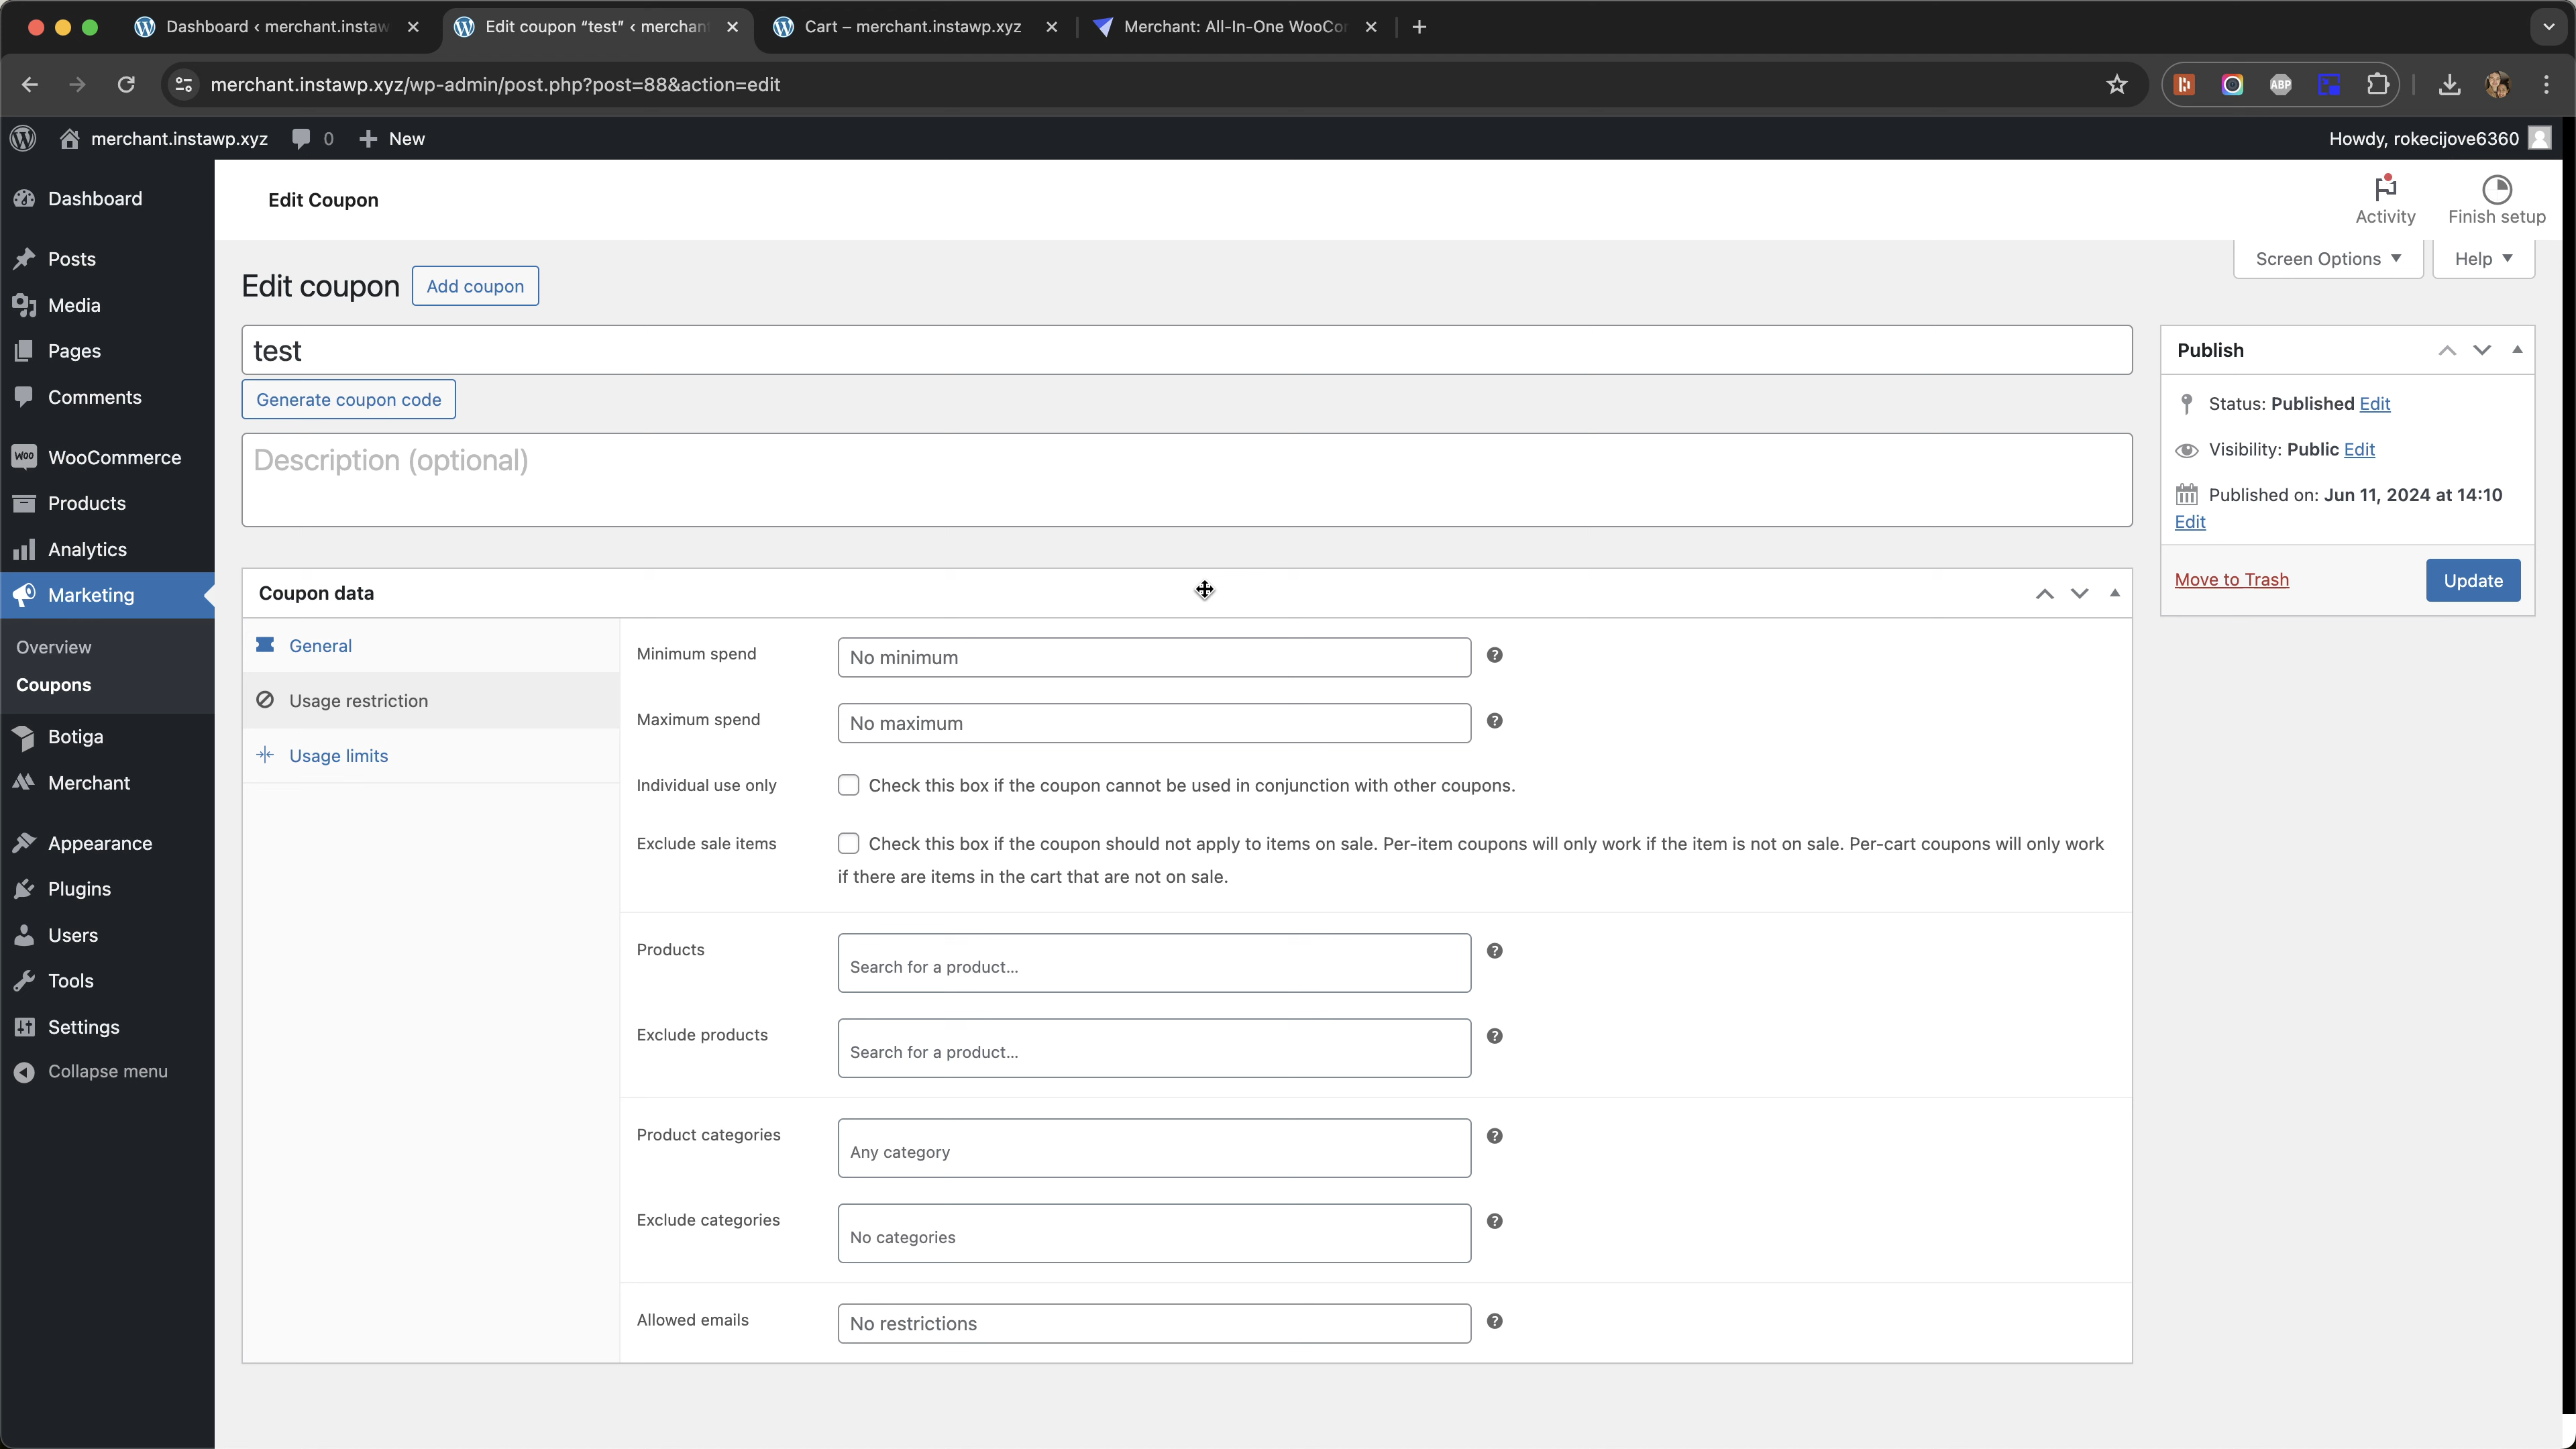 Dashboard ‹ merchant.instaw
Edit coupon “test” ‹ merchan
Cart – merchant.instawp.xyz
Merchant: All-In-One WooCo
merchant.instawp.xyz/wp-admin/post.php?post=88&action=edit
ABP
merchant.instawp.xyz
0
New
Howdy, rokecijove6360
Dashboard
Posts
Media
Pages
Comments
Woo
WooCommerce
Products
Analytics
Marketing
Overview
Coupons
Botiga
Merchant
Appearance
Plugins
Users
Tools
Settings
Collapse menu
Edit Coupon
Activity
Finish setup
Screen Options
Help
Edit coupon
Add coupon
test
Generate coupon code
Description (optional)
Coupon data
General
Usage restriction
Usage limits
Minimum spend
No minimum
?
Maximum spend
No maximum
?
Individual use only
Check this box if the coupon cannot be used in conjunction with other coupons.
Exclude sale items
Check this box if the coupon should not apply to items on sale. Per-item coupons will only work if the item is not on sale. Per-cart coupons will only work
if there are items in the cart that are not on sale.
Products
Search for a product…
?
Exclude products
Search for a product…
?
Product categories
Any category
?
Exclude categories
No categories
?
Allowed emails
No restrictions
?
Publish
Status: Published Edit
Visibility: Public Edit
Published on: Jun 11, 2024 at 14:10
Edit
Move to Trash
Update